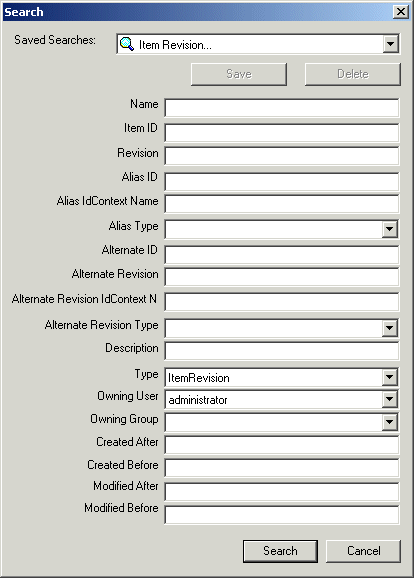 Search
Saved Searches: Item Revision...
Save Delete
Name
Item ID
Revision
Alias ID
Alias IdContext Name
Alias Type
Alternate ID
Alternate Revision
Alternate Revision IdContext N
Alternate Revision Type
Description
Type ItemRevision
Owning User administrator
Owning Group
Created After
Created Before
Modified After
Modified Before
Search Cancel